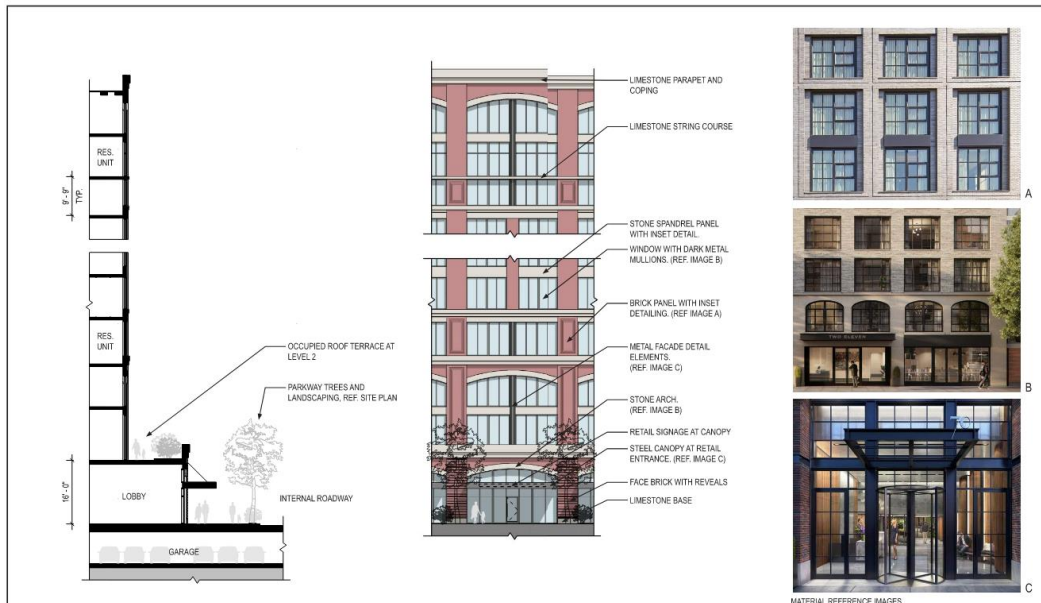 RES.
UNIT
9' - 9"
TYP.
RES.
UNIT
OCCUPIED ROOF TERRACE AT
LEVEL 2
PARKWAY TREES AND
LANDSCAPING, REF. SITE PLAN
16' - 0"
LOBBY
INTERNAL ROADWAY
GARAGE
LIMESTONE PARAPET AND
COPING
LIMESTONE STRING COURSE
STONE SPANDREL PANEL
WITH INSET DETAIL.
WINDOW WITH DARK METAL
MULLIONS. (REF. IMAGE B)
BRICK PANEL WITH INSET
DETAILING. (REF IMAGE A)
METAL FACADE DETAIL
ELEMENTS.
(REF. IMAGE C)
STONE ARCH.
(REF. IMAGE B)
RETAIL SIGNAGE AT CANOPY
STEEL CANOPY AT RETAIL
ENTRANCE. (REF. IMAGE C)
FACE BRICK WITH REVEALS
LIMESTONE BASE
A
TWO ELEVEN
B
C
MATERIAL REFERENCE IMAGES